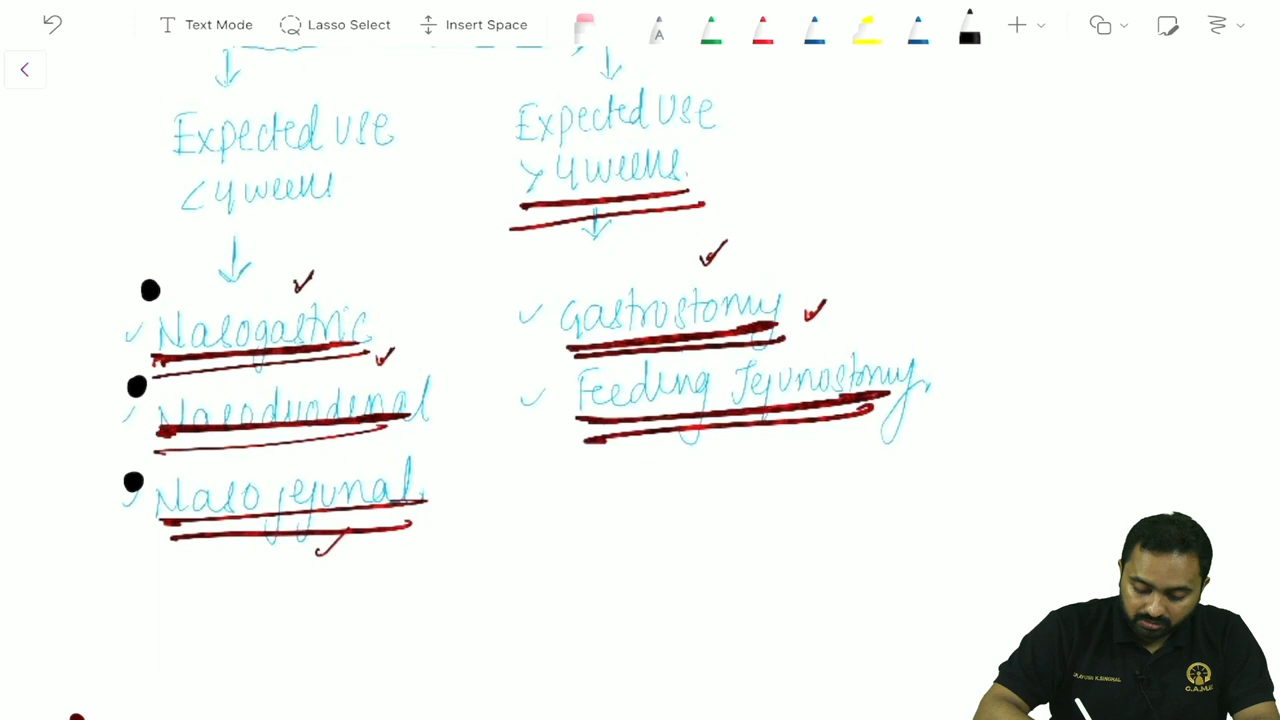 Text Mode
Lasso Select
Insert Space
Expected use
< 4 weeks
Expected use
> 4 weeks.
Nasogastric
Nasoduodenal
Nasojejunal.
Gastrostomy
Feeding Jejunostomy,